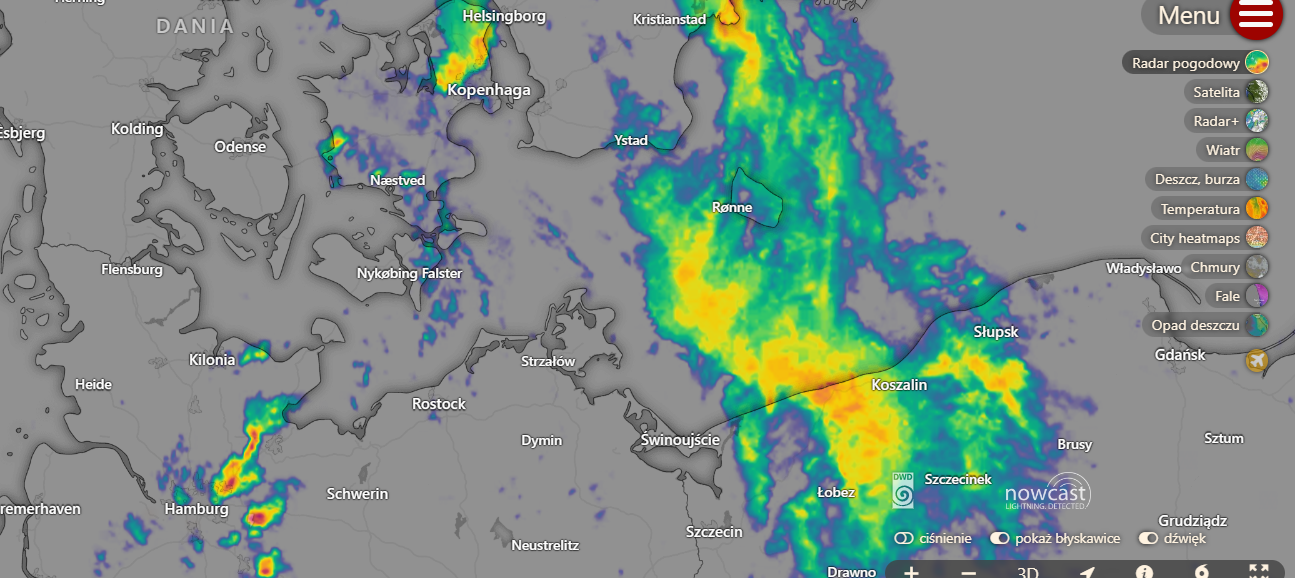 Herning
DANIA
Helsingborg
Kristianstad
Menu
Radar pogodowy
Satelita
Radar+
Wiatr
Deszcz, burza
Temperatura
City heatmaps
Chmury
Fale
Opad deszczu
Kopenhaga
Esbjerg
Kolding
Odense
Ystad
Næstved
Rønne
Flensburg
Nykøbing Falster
Władysławo
Słupsk
Gdańsk
Kilonia
Strzałów
Heide
Koszalin
Rostock
Dymin
Świnoujście
Brusy
Sztum
Szczecinek
Łobez
DWD
nowcast
LIGHTNING. DETECTED.
Schwerin
remerhaven
Hamburg
Szczecin
Grudziądz
Neustrelitz
ciśnienie
pokaż błyskawice
dźwięk
Drawno
+
−
3D